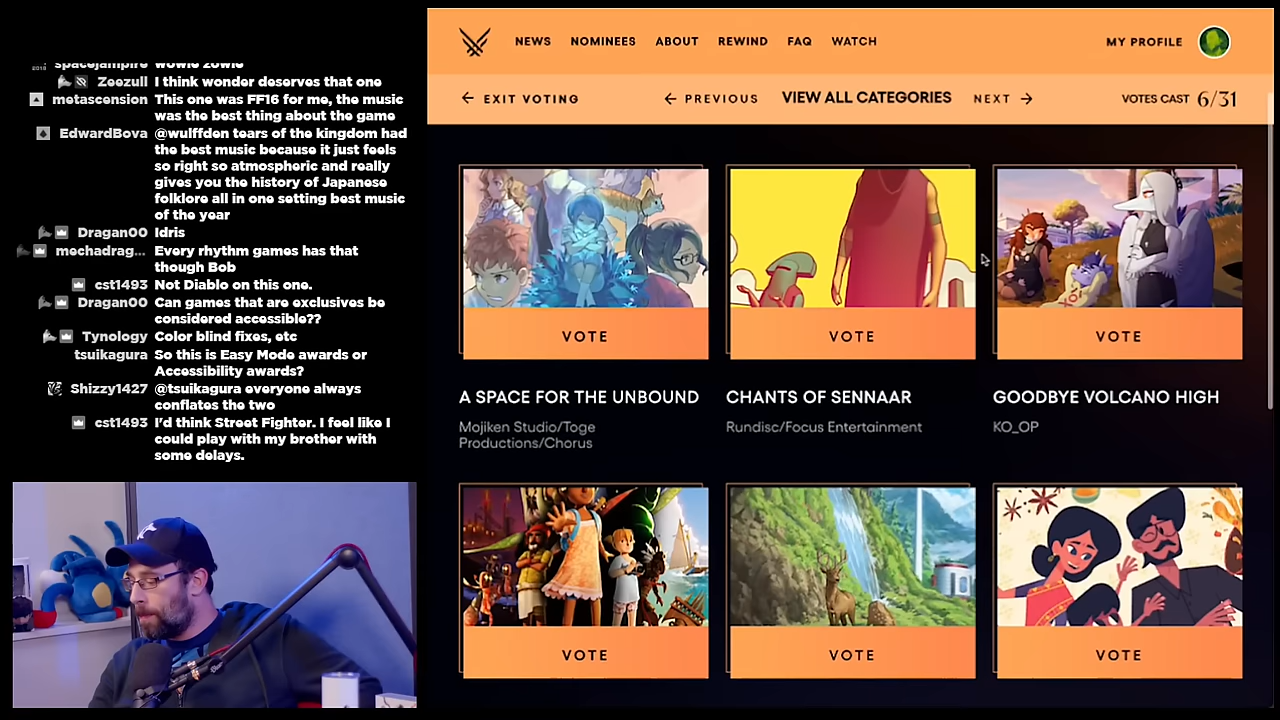 spacejampire wowie zowie
Zeezull I think wonder deserves that one
metascension This one was FF16 for me, the music
was the best thing about the game
EdwardBova @wulffden tears of the kingdom had
the best music because it just feels
so right so atmospheric and really
gives you the history of Japanese
folklore all in one setting best music
of the year
Dragan00 Idris
mechadrag... Every rhythm games has that
though Bob
cst1493 Not Diablo on this one.
Dragan00 Can games that are exclusives be
considered accessible??
Tynology Color blind fixes, etc
tsuikagura So this is Easy Mode awards or
Accessibility awards?
Shizzy1427 @tsuikagura everyone always
conflates the two
cst1493 I'd think Street Fighter. I feel like I
could play with my brother with
some delays.
NEWS NOMINEES ABOUT REWIND FAQ WATCH MY PROFILE
← EXIT VOTING ← PREVIOUS VIEW ALL CATEGORIES NEXT → VOTES CAST 6/31
VOTE VOTE VOTE
A SPACE FOR THE UNBOUND
Mojiken Studio/Toge
Productions/Chorus
CHANTS OF SENNAAR
Rundisc/Focus Entertainment
GOODBYE VOLCANO HIGH
KO_OP
VOTE VOTE VOTE